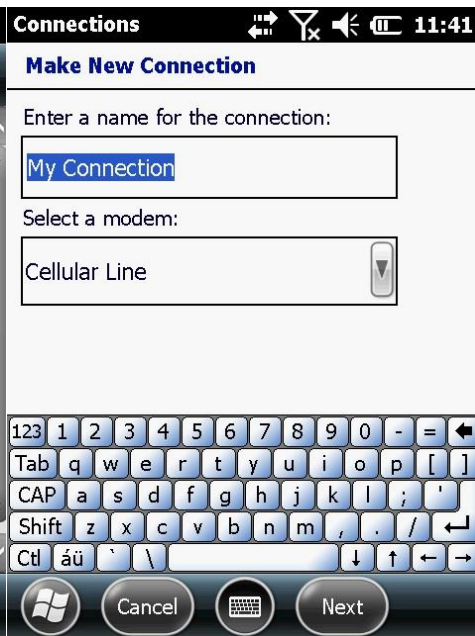 Connections 11:41
Make New Connection
Enter a name for the connection:
My Connection
Select a modem:
Cellular Line
123 1 2 3 4 5 6 7 8 9 0 - =
Tab q w e r t y u i o p [ ]
CAP a s d f g h j k l ; '
Shift z x c v b n m , . /
Ctl áü ` \
Cancel Next